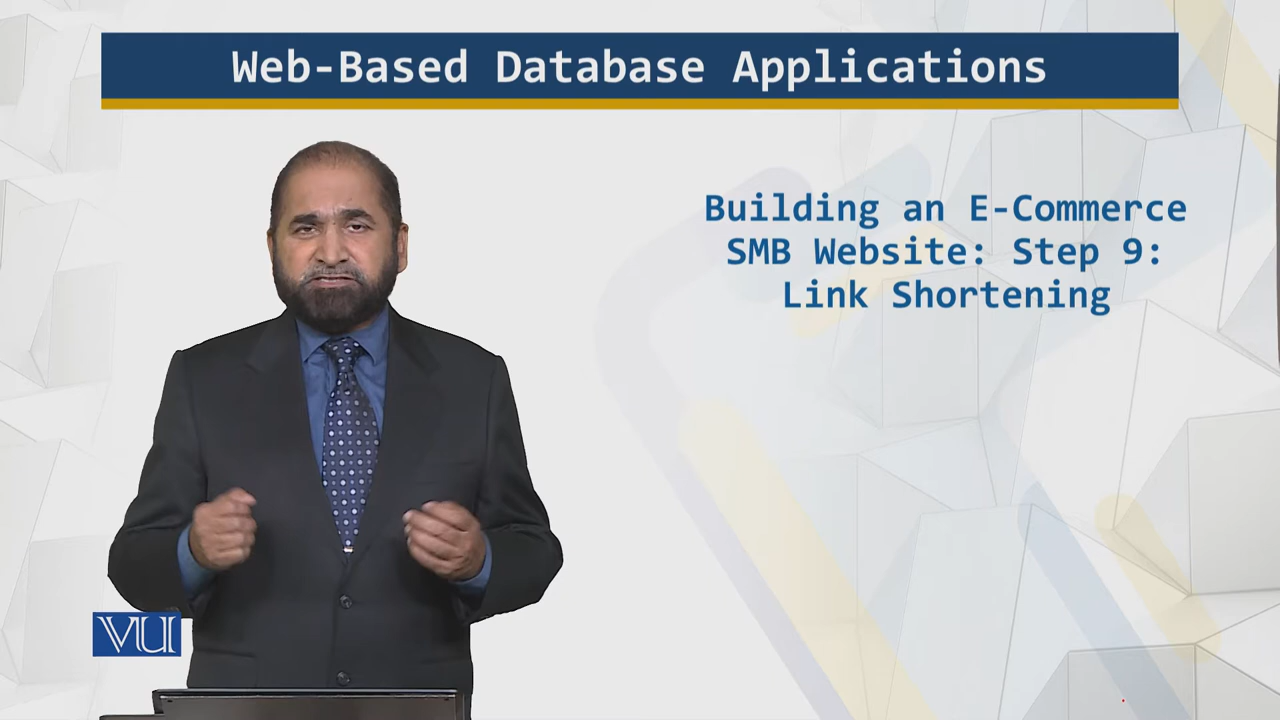 Web-Based Database Applications
Building an E-Commerce
SMB Website: Step 9:
Link Shortening
VU